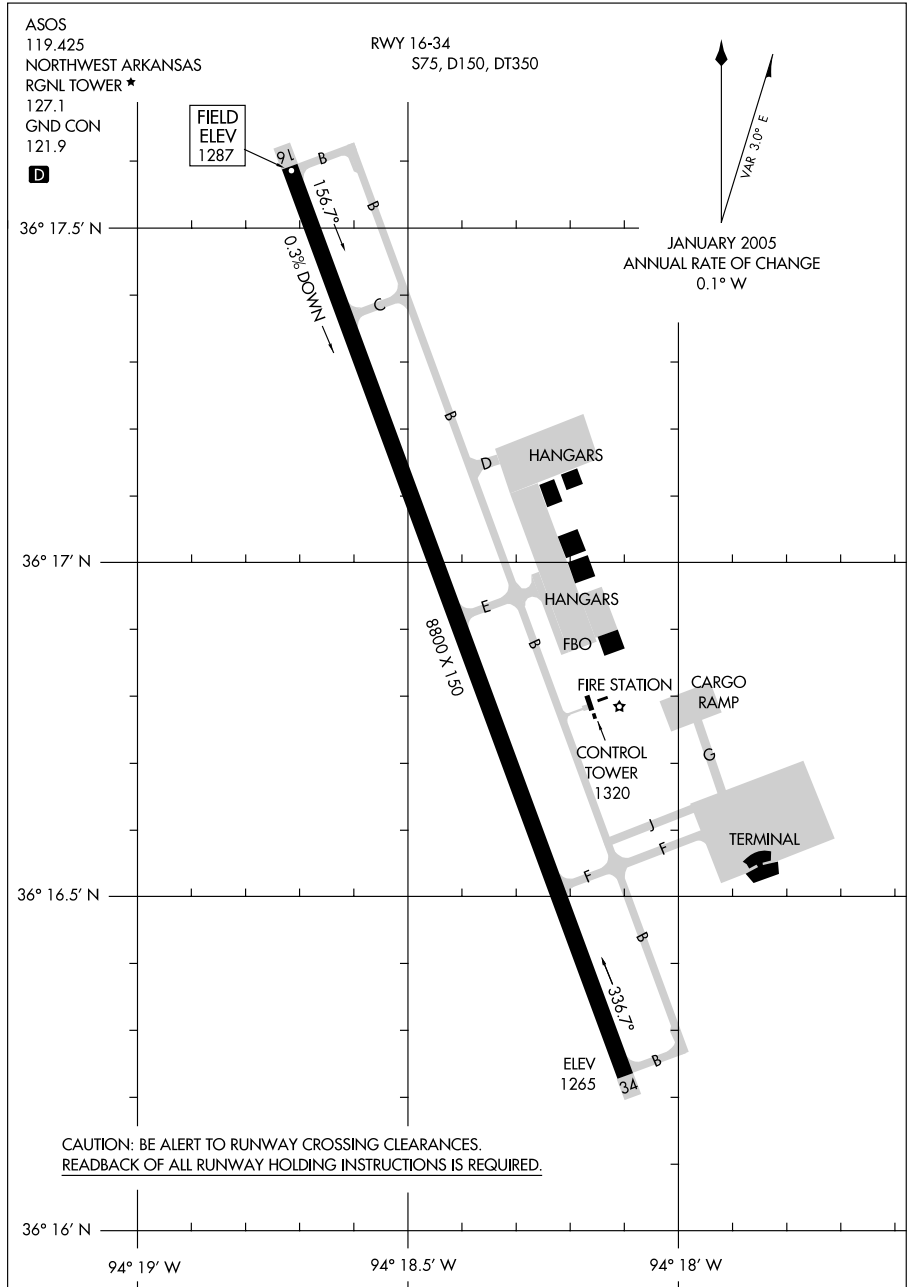 ASOS
119.425
NORTHWEST ARKANSAS
RGNL TOWER ★
127.1
GND CON
121.9
D
RWY 16-34
S75, D150, DT350
FIELD
ELEV
1287
VAR 3.0° E
JANUARY 2005
ANNUAL RATE OF CHANGE
0.1° W
16
B
156.7°
B
36° 17.5' N
0.3% DOWN
C
B
D
HANGARS
36° 17' N
HANGARS
E
8800 X 150
B
FBO
FIRE STATION
CARGO
RAMP
CONTROL
TOWER
1320
G
J
F
TERMINAL
F
36° 16.5' N
B
336.7°
B
ELEV
1265
34
CAUTION: BE ALERT TO RUNWAY CROSSING CLEARANCES.
READBACK OF ALL RUNWAY HOLDING INSTRUCTIONS IS REQUIRED.
36° 16' N
94° 19' W
94° 18.5' W
94° 18' W